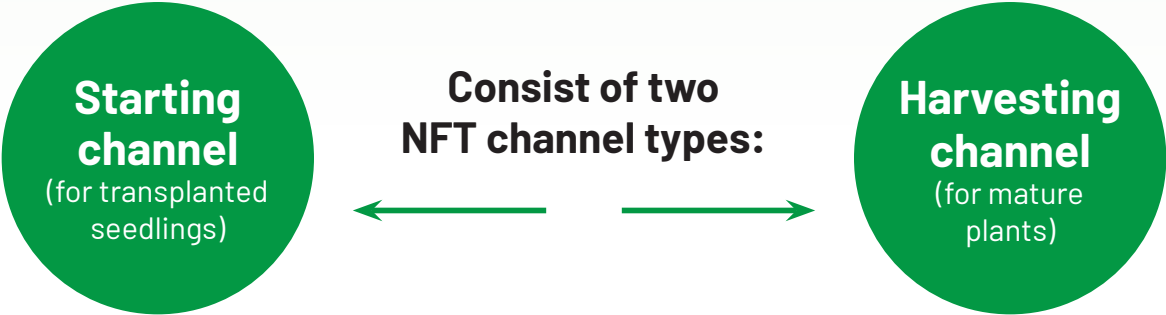 Starting
channel
(for transplanted
seedlings)
Consist of two
NFT channel types:
Harvesting
channel
(for mature
plants)